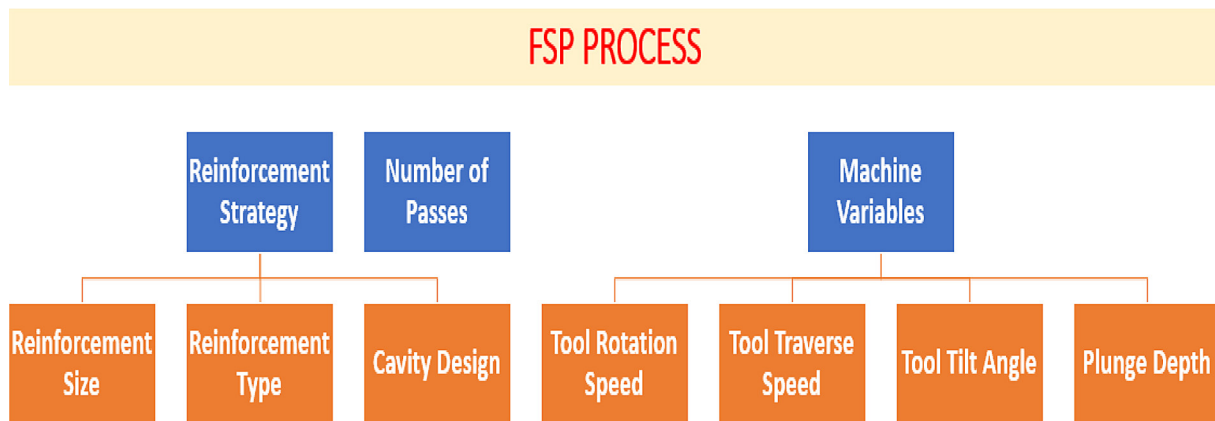 FSP PROCESS
Reinforcement
Strategy
Number of
Passes
Machine
Variables
Reinforcement
Size
Reinforcement
Type
Cavity Design
Tool Rotation
Speed
Tool Traverse
Speed
Tool Tilt Angle
Plunge Depth